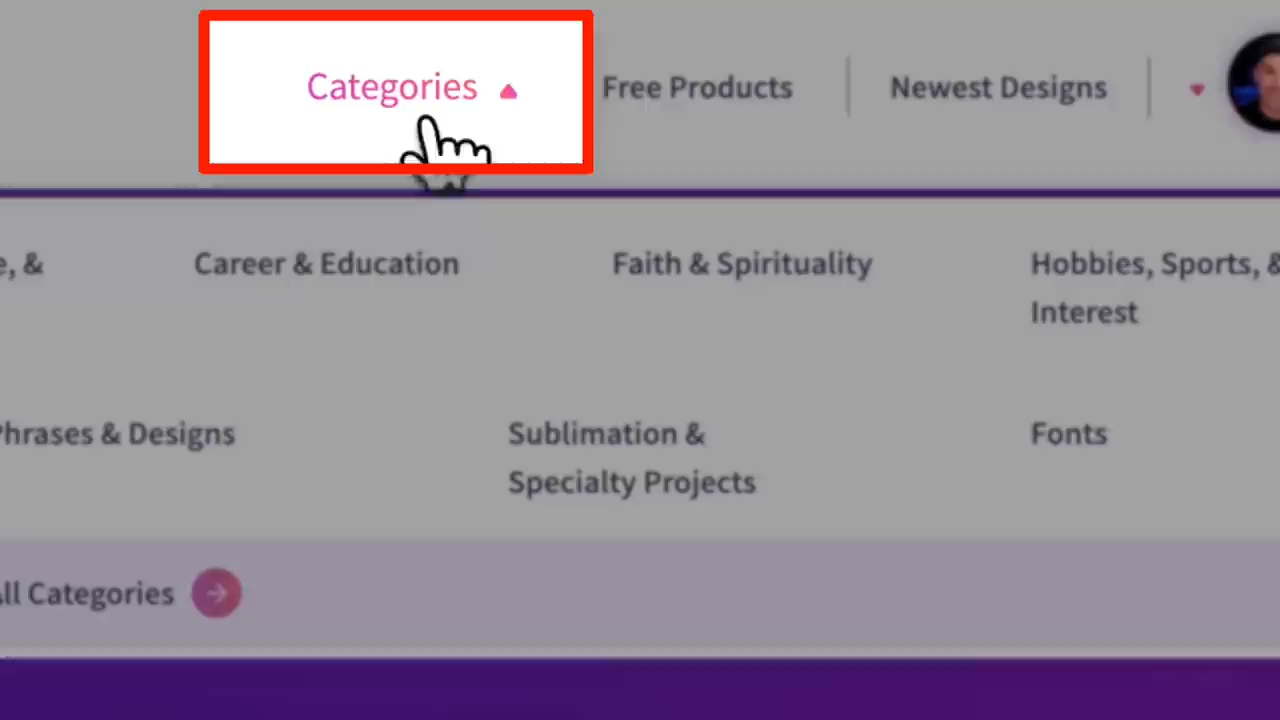 Categories
Free Products
Newest Designs
e, &
Career & Education
Faith & Spirituality
Hobbies, Sports, &
Interest
Phrases & Designs
Sublimation &
Specialty Projects
Fonts
All Categories